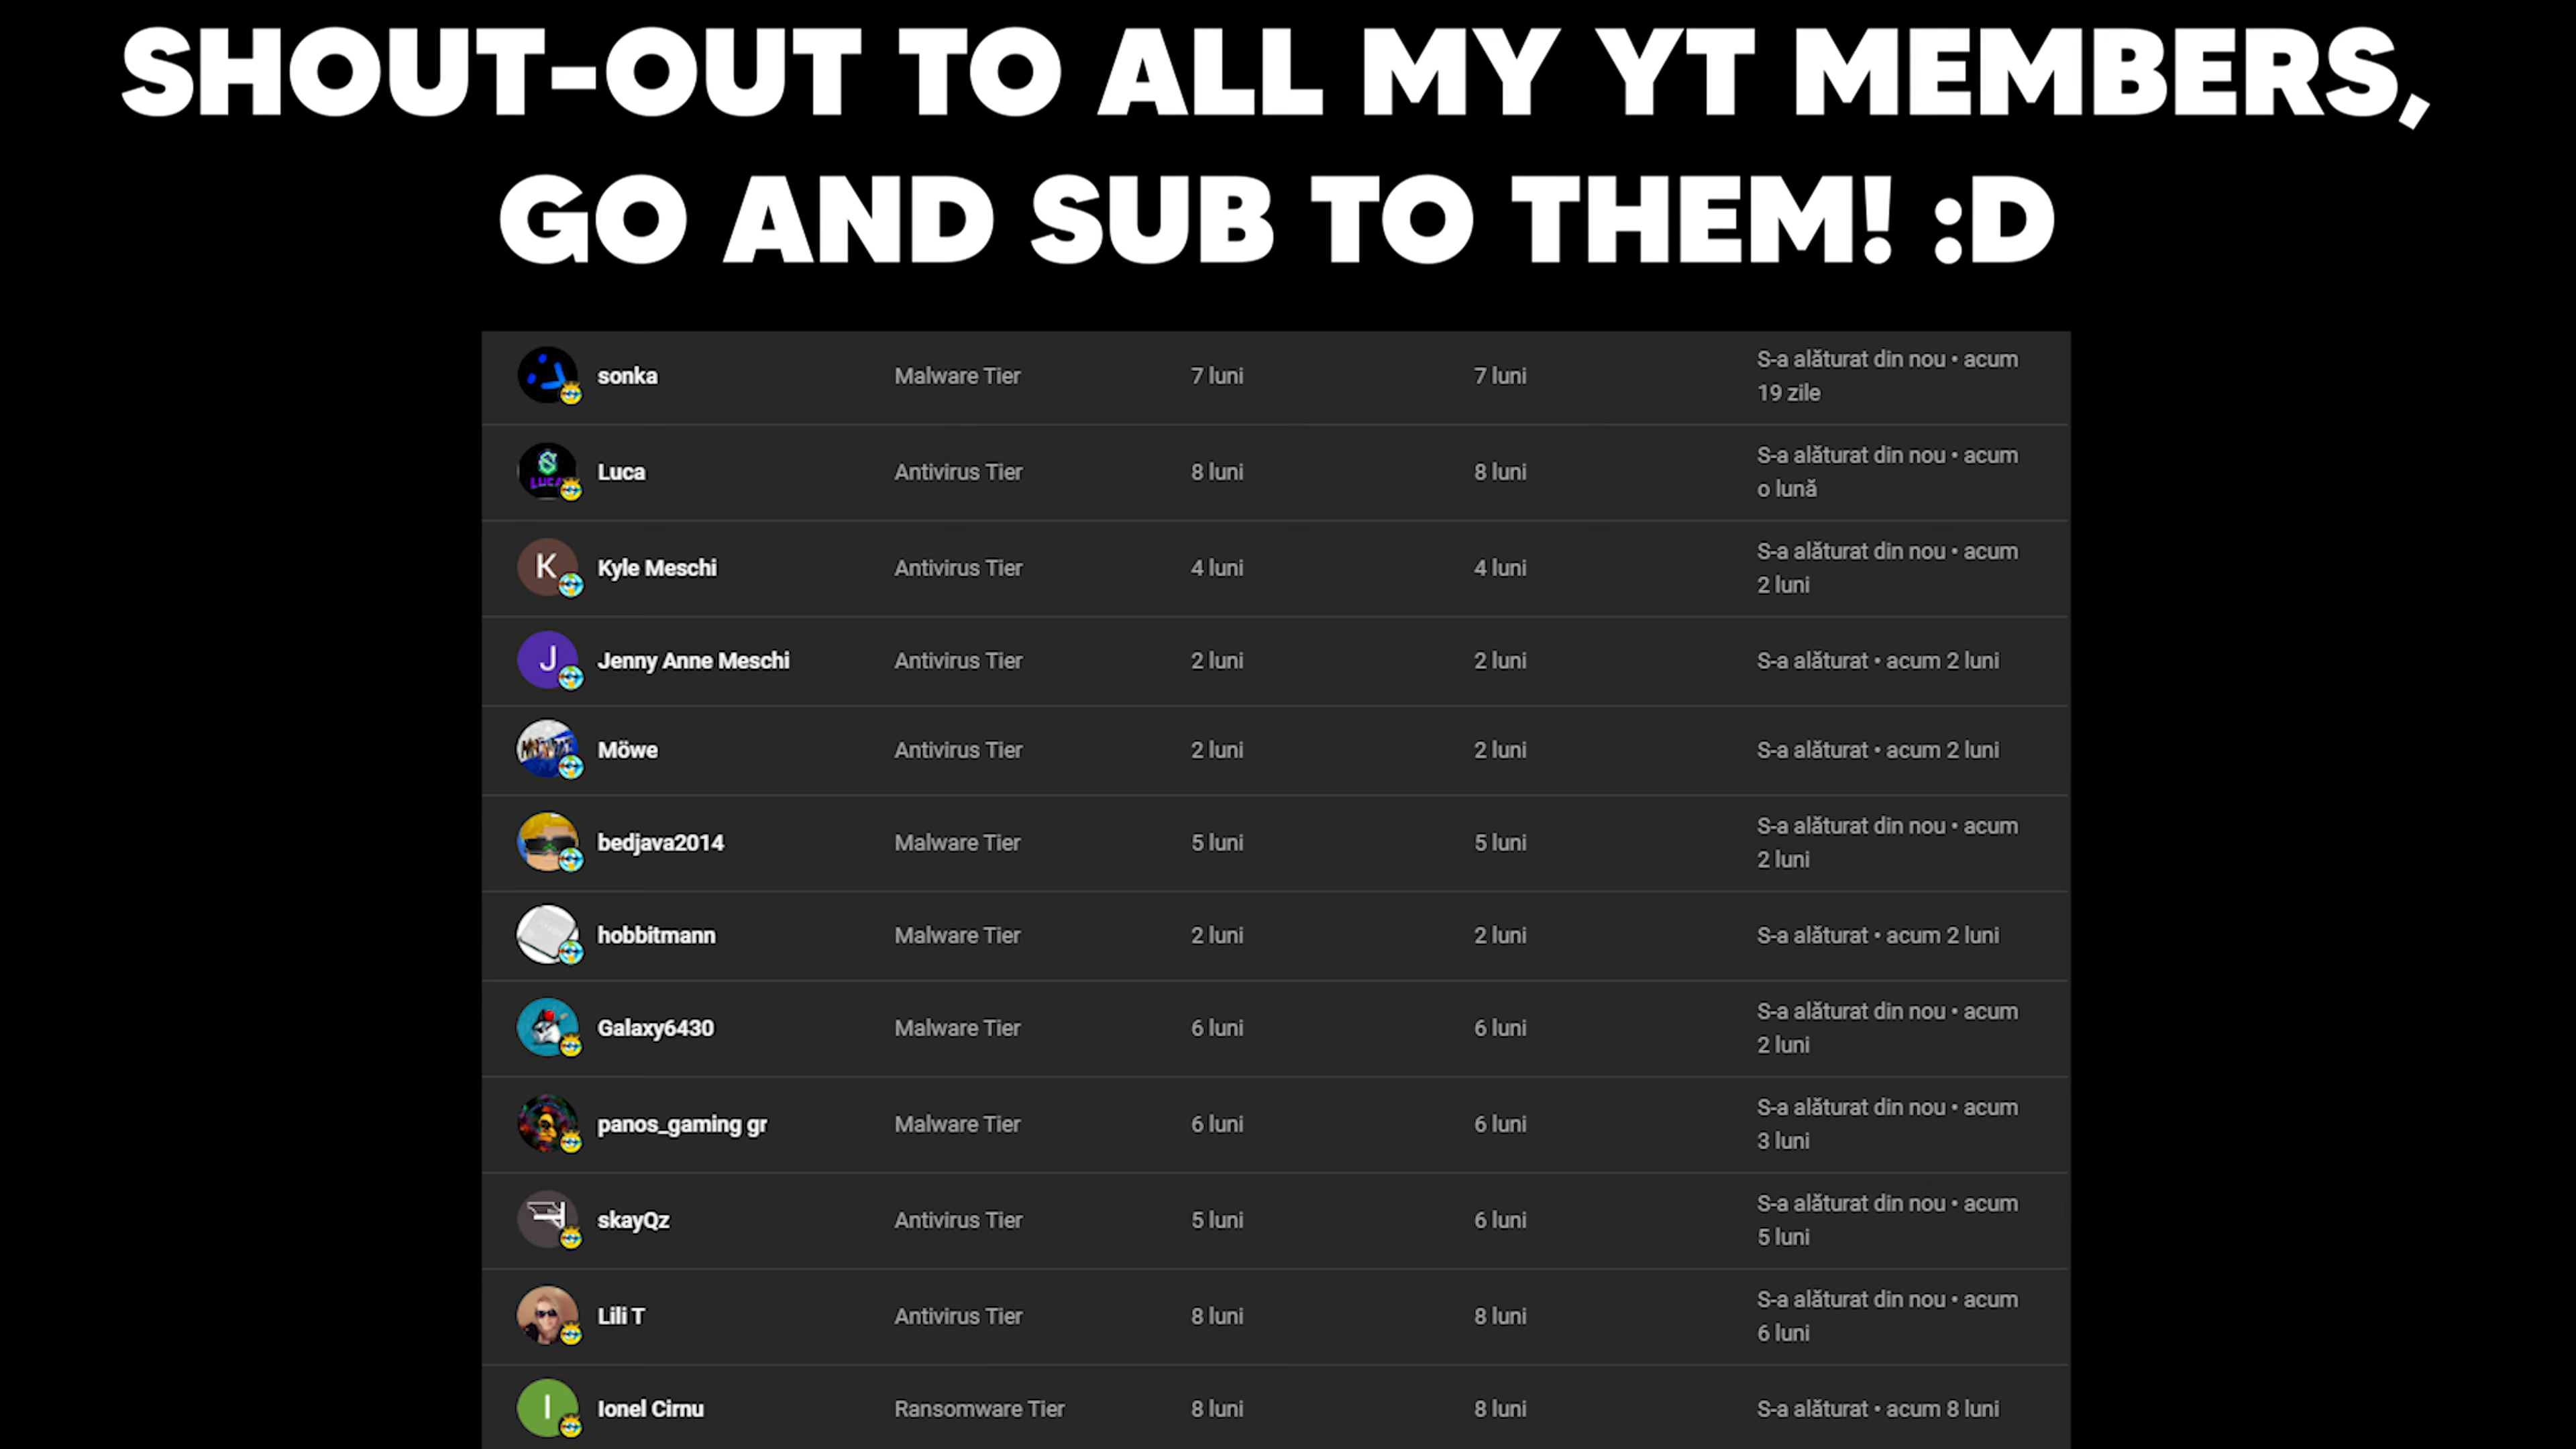 SHOUT-OUT TO ALL MY YT MEMBERS,
GO AND SUB TO THEM! :D
sonka Malware Tier 7 luni 7 luni S-a alăturat din nou • acum
19 zile
LUCA
Luca Antivirus Tier 8 luni 8 luni S-a alăturat din nou • acum
o lună
K Kyle Meschi Antivirus Tier 4 luni 4 luni S-a alăturat din nou • acum
2 luni
J Jenny Anne Meschi Antivirus Tier 2 luni 2 luni S-a alăturat • acum 2 luni
Möwe Antivirus Tier 2 luni 2 luni S-a alăturat • acum 2 luni
bedjava2014 Malware Tier 5 luni 5 luni S-a alăturat din nou • acum
2 luni
hobbitmann Malware Tier 2 luni 2 luni S-a alăturat • acum 2 luni
Galaxy6430 Malware Tier 6 luni 6 luni S-a alăturat din nou • acum
2 luni
panos_gaming gr Malware Tier 6 luni 6 luni S-a alăturat din nou • acum
3 luni
skayQz Antivirus Tier 5 luni 6 luni S-a alăturat din nou • acum
5 luni
Lili T Antivirus Tier 8 luni 8 luni S-a alăturat din nou • acum
6 luni
I Ionel Cirnu Ransomware Tier 8 luni 8 luni S-a alăturat • acum 8 luni